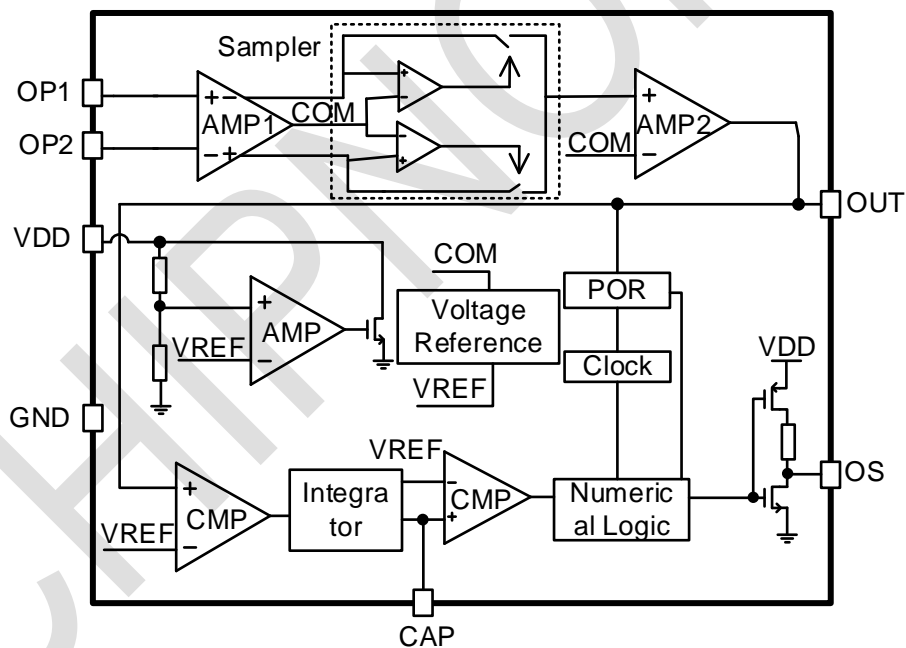 Sampler
OP1
+ −
AMP1
− +
OP2
COM
+
−
−
+
+
AMP2
COM
−
OUT
VDD
+
AMP
VREF
−
COM
Voltage
Reference
VREF
POR
Clock
VDD
GND
+
CMP
VREF
−
Integra
tor
VREF
−
CMP
+
Numeric
al Logic
OS
CAP
CHIPNO